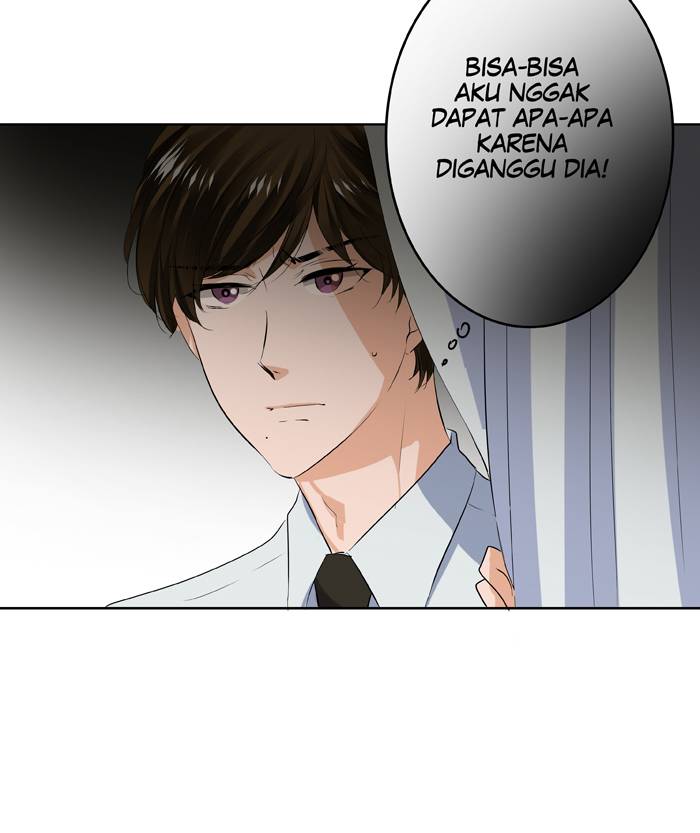 BISA-BISA
AKU NGGAK
DAPAT APA-APA
KARENA
DIGANGGU DIA!